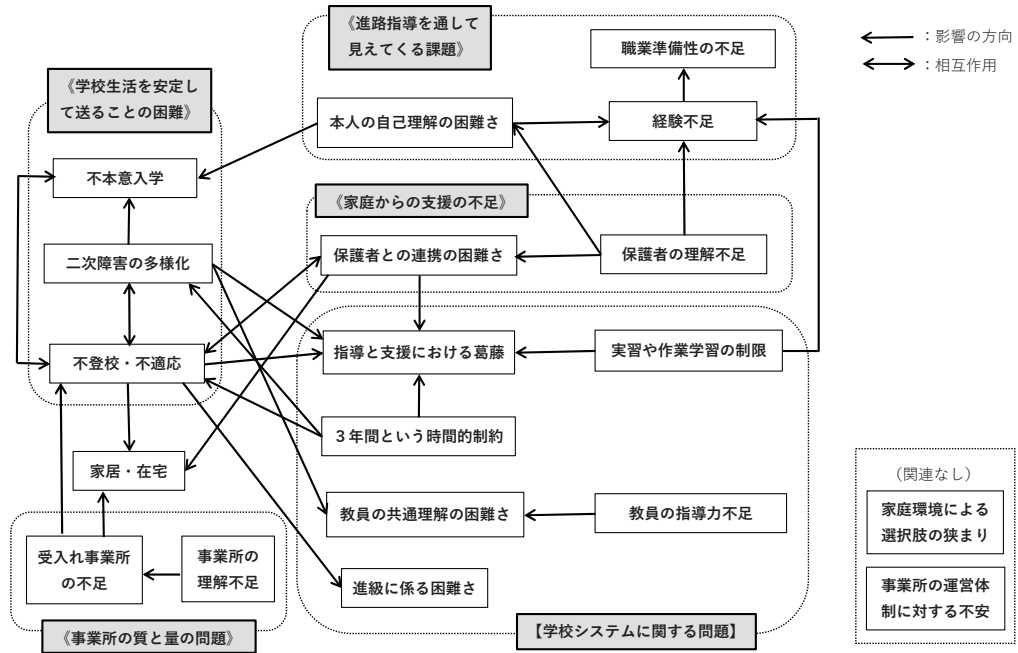 《進路指導を通して
見えてくる課題》
職業準備性の不足
：影響の方向
：相互作用
《学校生活を安定し
て送ることの困難》
本人の自己理解の困難さ
経験不足
不本意入学
《家庭からの支援の不足》
二次障害の多様化
保護者との連携の困難さ
保護者の理解不足
不登校・不適応
指導と支援における葛藤
実習や作業学習の制限
３年間という時間的制約
家居・在宅
（関連なし）
家庭環境による
選択肢の狭まり
教員の共通理解の困難さ
教員の指導力不足
受入れ事業所
の不足
事業所の
理解不足
進級に係る困難さ
事業所の運営体
制に対する不安
《事業所の質と量の問題》
【学校システムに関する問題】